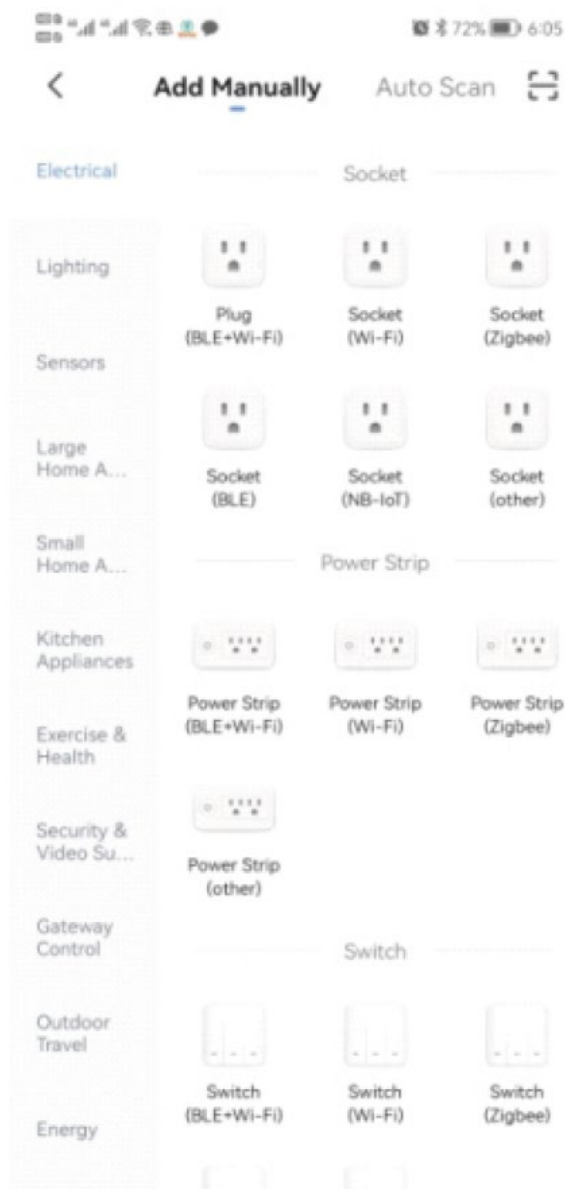 72% 6:05
Add Manually Auto Scan
Electrical
Lighting
Sensors
Large
Home A...
Small
Home A...
Kitchen
Appliances
Exercise &
Health
Security &
Video Su...
Gateway
Control
Outdoor
Travel
Energy
Socket
Plug
(BLE+Wi-Fi)
Socket
(Wi-Fi)
Socket
(Zigbee)
Socket
(BLE)
Socket
(NB-IoT)
Socket
(other)
Power Strip
Power Strip
(BLE+Wi-Fi)
Power Strip
(Wi-Fi)
Power Strip
(Zigbee)
Power Strip
(other)
Switch
Switch
(BLE+Wi-Fi)
Switch
(Wi-Fi)
Switch
(Zigbee)